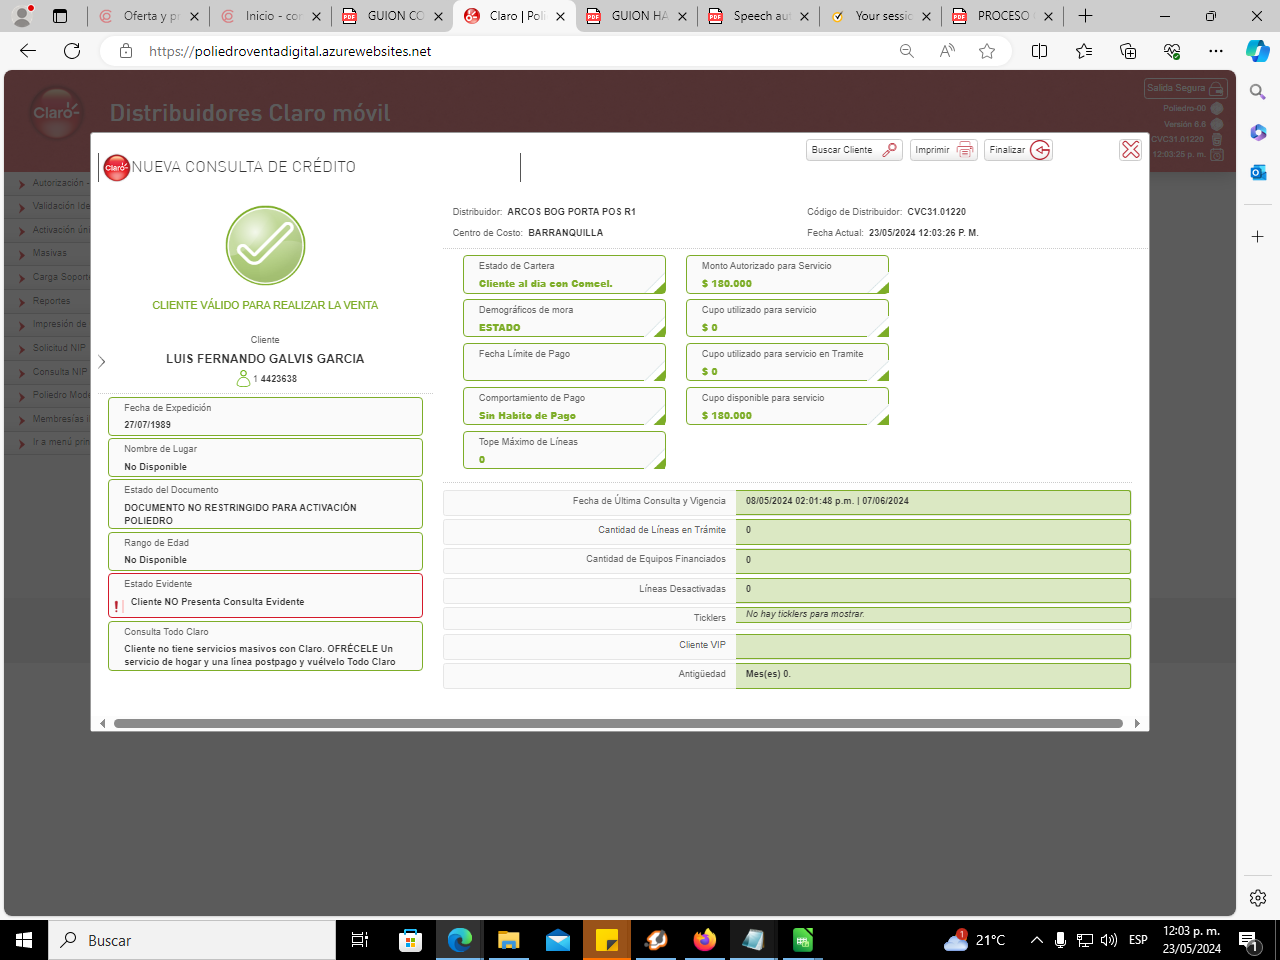 Oferta y pr
Inicio - cor
GUION CO
Claro | Poli
GUION HA
Speech aut
Your sessio
PROCESO
https://poliedroventadigital.azurewebsites.net
Claro
Distribuidores Claro móvil
Salida Segura
Poliedro-00
Versión 8.6
CVC31.01220
12:03:25 p. m.
Autorización -
Validación Ide
Activación úni
Masivas
Carga Soporte
Reportes
Impresión de
Solicitud NIP
Consulta NIP
Poliedro Mode
Membresías i
Ir a menú prin
Claro
NUEVA CONSULTA DE CRÉDITO
Buscar Cliente
Imprimir
Finalizar
CLIENTE VÁLIDO PARA REALIZAR LA VENTA
Cliente
LUIS FERNANDO GALVIS GARCIA
1 4423638
Fecha de Expedición
27/07/1989
Nombre de Lugar
No Disponible
Estado del Documento
DOCUMENTO NO RESTRINGIDO PARA ACTIVACIÓN
POLIEDRO
Rango de Edad
No Disponible
Estado Evidente
! Cliente NO Presenta Consulta Evidente
Consulta Todo Claro
Cliente no tiene servicios masivos con Claro. OFRÉCELE Un
servicio de hogar y una línea postpago y vuélvelo Todo Claro
Distribuidor: ARCOS BOG PORTA POS R1
Código de Distribuidor: CVC31.01220
Centro de Costo: BARRANQUILLA
Fecha Actual: 23/05/2024 12:03:26 P. M.
Estado de Cartera
Cliente al día con Comcel.
Demográficos de mora
ESTADO
Fecha Límite de Pago
Comportamiento de Pago
Sin Habito de Pago
Tope Máximo de Líneas
0
Monto Autorizado para Servicio
$ 180.000
Cupo utilizado para servicio
$ 0
Cupo utilizado para servicio en Tramite
$ 0
Cupo disponible para servicio
$ 180.000
Fecha de Última Consulta y Vigencia 08/05/2024 02:01:48 p.m. | 07/06/2024
Cantidad de Líneas en Trámite 0
Cantidad de Equipos Financiados 0
Líneas Desactivadas 0
Ticklers No hay ticklers para mostrar.
Cliente VIP
Antigüedad Mes(es) 0.
Buscar
1
21°C
ESP
12:03 p. m.
23/05/2024
1